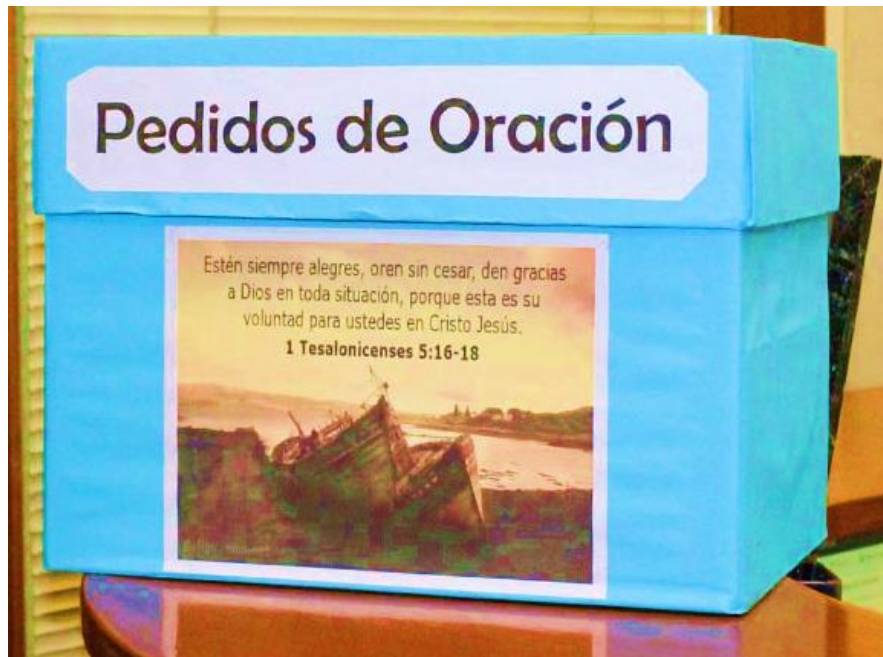 Pedidos de Oración
Estén siempre alegres, oren sin cesar, den gracias
a Dios en toda situación, porque esta es su
voluntad para ustedes en Cristo Jesús.
1 Tesalonicenses 5:16-18